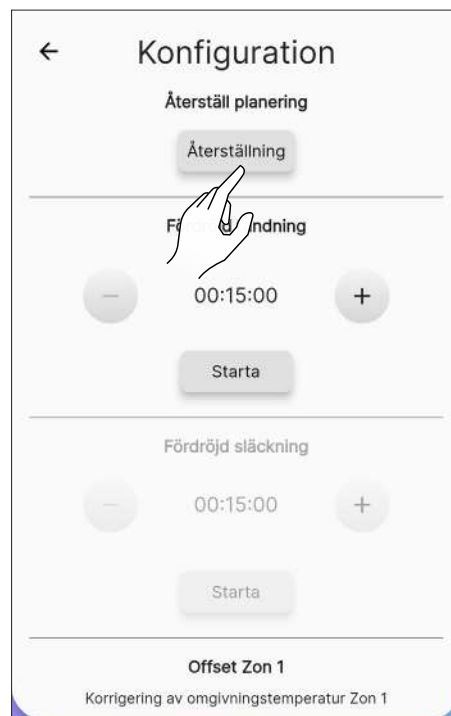 Konfiguration
Återställ planering
Återställning
ndning
00:15:00
Starta
Fördröjd släckning
00:15:00
Starta
Offset Zon 1
Korrigering av omgivningstemperatur Zon 1